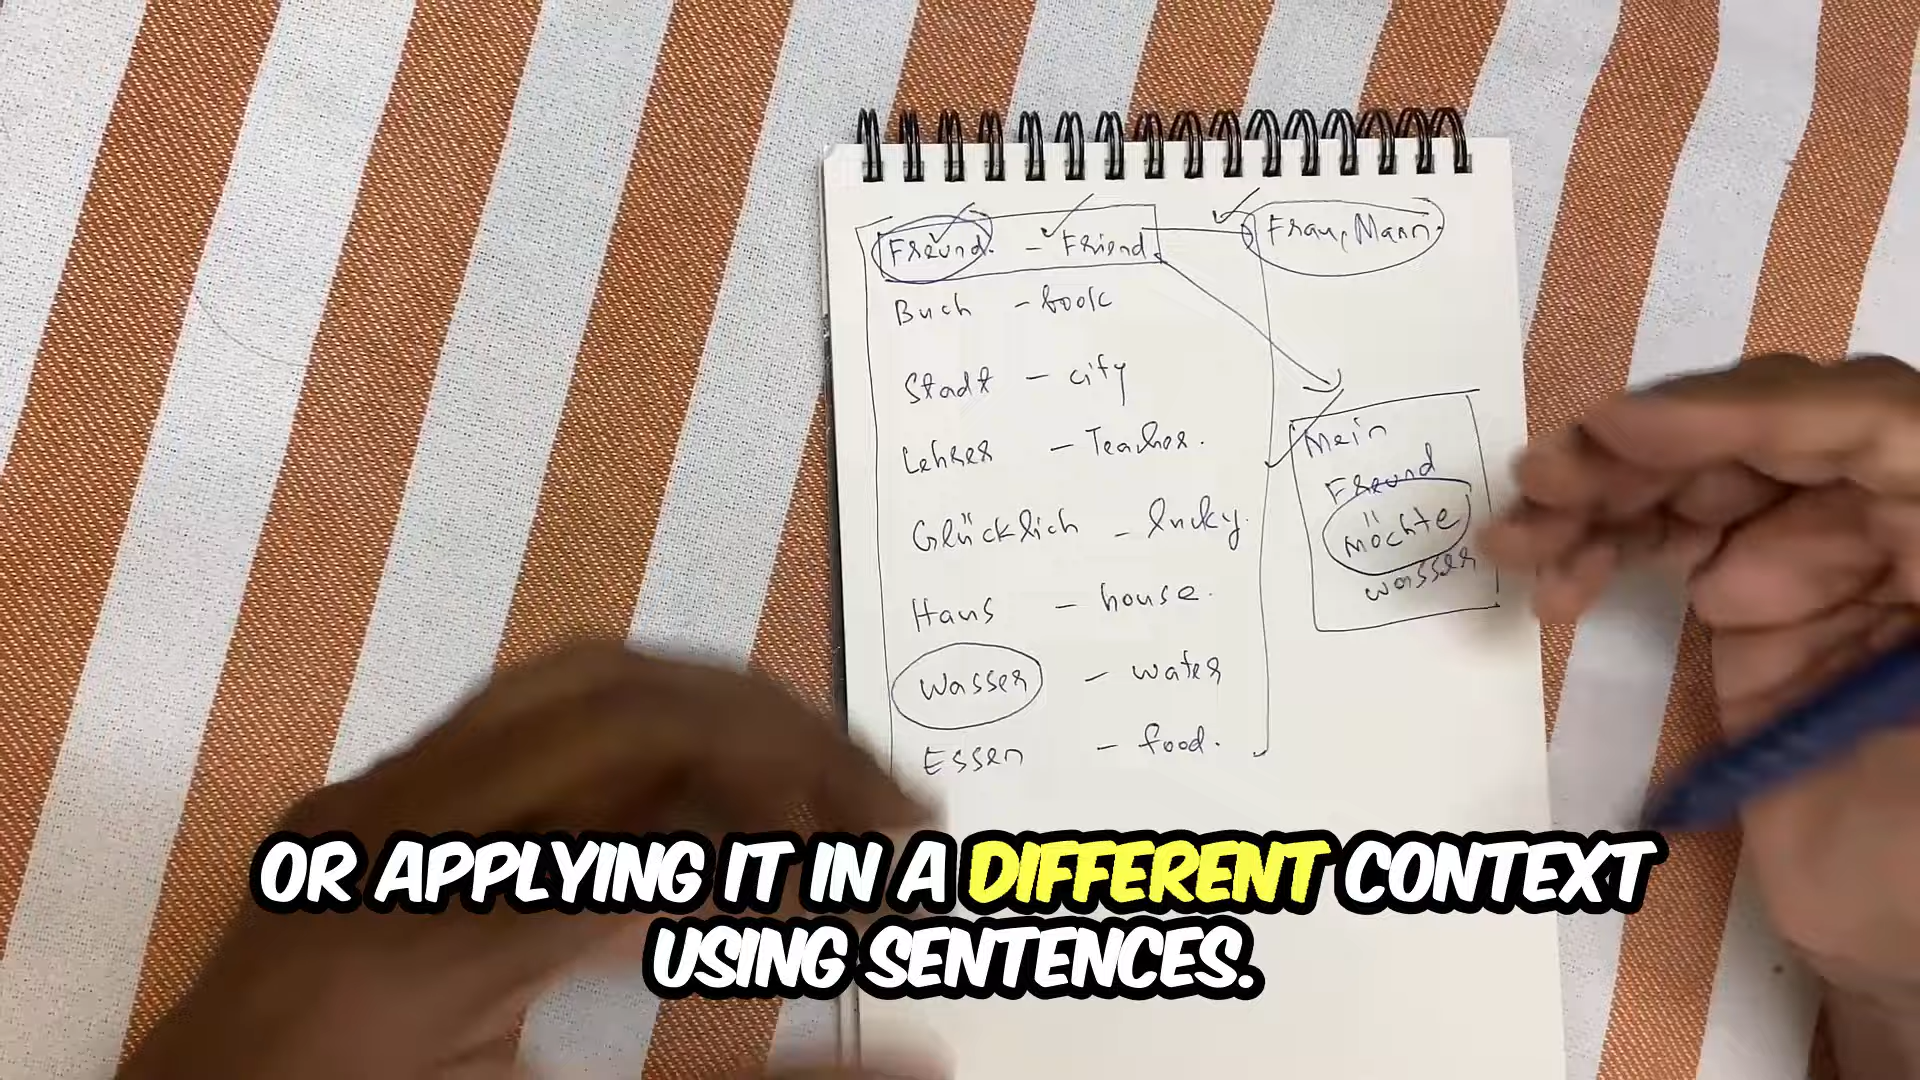 Freund. - Friend.
Frau, Mann.
Buch - book
Stadt - city
Lehrer - Teacher.
Glücklich - lucky.
Haus - house.
Wasser - water
Essen - food.
Mein
Freund
möchte
wasser
OR APPLYING IT IN A DIFFERENT CONTEXT
USING SENTENCES.